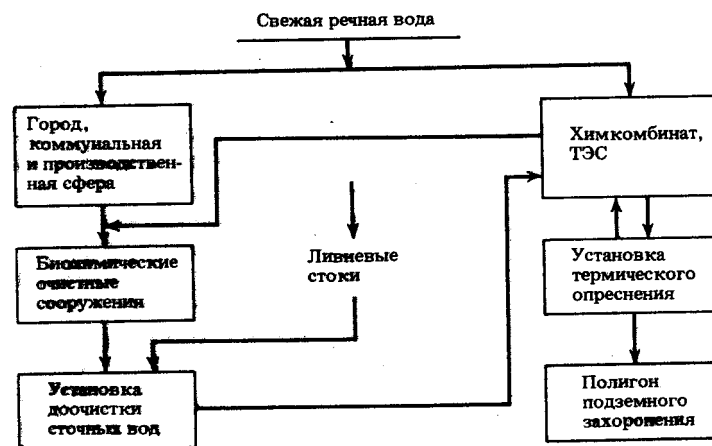 Свежая речная вода
Город,
коммунальная
и производствен-
ная сфера
Химкомбинат,
ТЭС
Биохимические
очистные
сооружения
Ливневые
стоки
Установка
термического
опреснения
Установка
доочистки
сточных вод
Полигон
подземного
захоронения